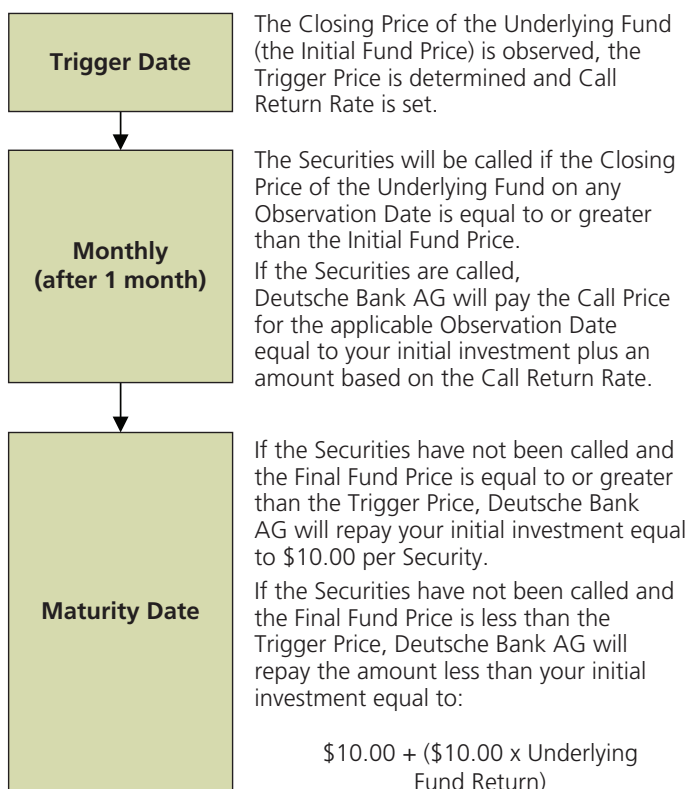 Trigger Date
The Closing Price of the Underlying Fund
(the Initial Fund Price) is observed, the
Trigger Price is determined and Call
Return Rate is set.
Monthly
(after 1 month)
The Securities will be called if the Closing
Price of the Underlying Fund on any
Observation Date is equal to or greater
than the Initial Fund Price.
If the Securities are called,
Deutsche Bank AG will pay the Call Price
for the applicable Observation Date
equal to your initial investment plus an
amount based on the Call Return Rate.
Maturity Date
If the Securities have not been called and
the Final Fund Price is equal to or greater
than the Trigger Price, Deutsche Bank
AG will repay your initial investment equal
to $10.00 per Security.
If the Securities have not been called and
the Final Fund Price is less than the
Trigger Price, Deutsche Bank AG will
repay the amount less than your initial
investment equal to:
$10.00 + ($10.00 x Underlying
Fund Return)